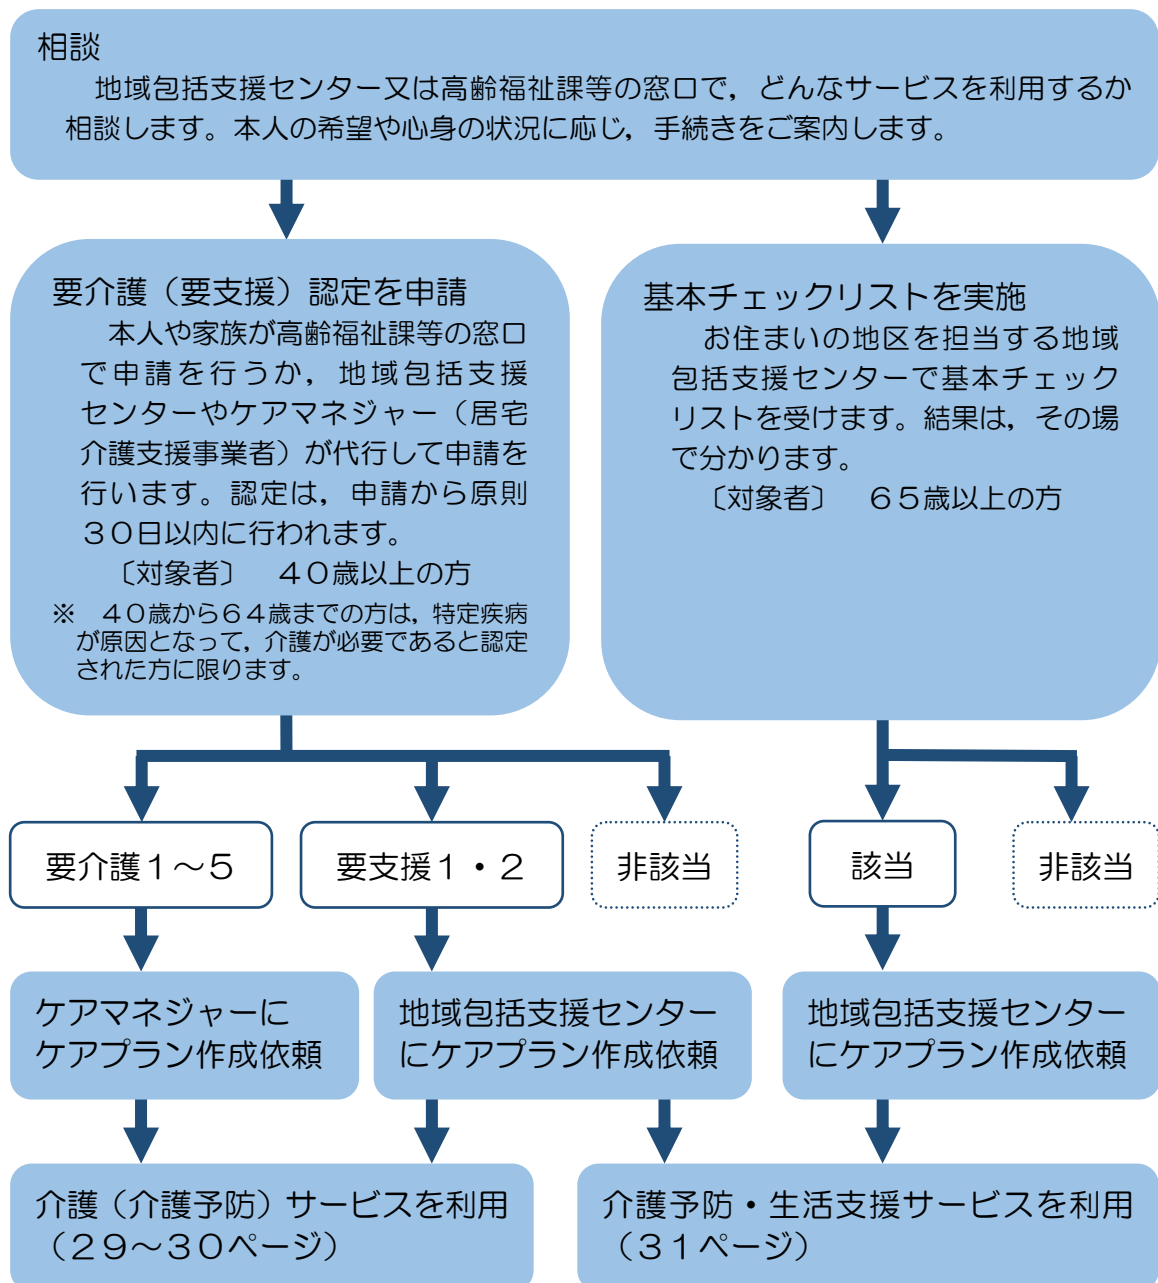 相談
地域包括支援センター又は高齢福祉課等の窓口で，どんなサービスを利用するか
相談します。本人の希望や心身の状況に応じ，手続きをご案内します。
要介護（要支援）認定を申請
本人や家族が高齢福祉課等の窓口
で申請を行うか，地域包括支援
センターやケアマネジャー（居宅
介護支援事業者）が代行して申請を
行います。認定は，申請から原則
３０日以内に行われます。
〔対象者〕　４０歳以上の方
※　４０歳から６４歳までの方は，特定疾病
が原因となって，介護が必要であると認定
された方に限ります。
基本チェックリストを実施
お住まいの地区を担当する地域
包括支援センターで基本チェック
リストを受けます。結果は，その場
で分かります。
〔対象者〕　６５歳以上の方
要介護１～５
要支援１・２
非該当
該当
非該当
ケアマネジャーに
ケアプラン作成依頼
地域包括支援センター
にケアプラン作成依頼
地域包括支援センター
にケアプラン作成依頼
介護（介護予防）サービスを利用
（２９～３０ページ）
介護予防・生活支援サービスを利用
（３１ページ）